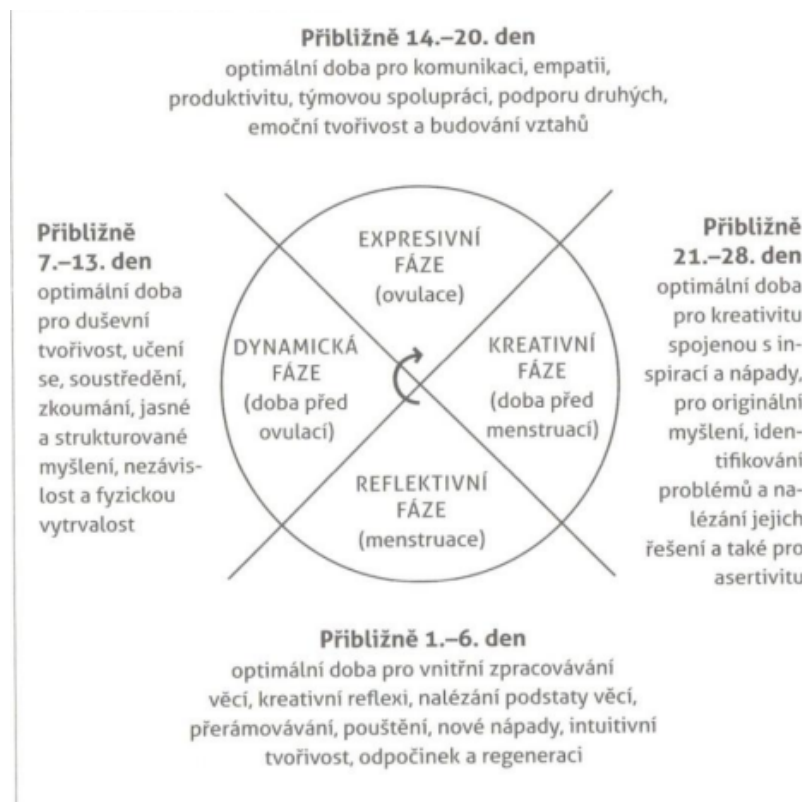 Přibližně 14.–20. den
optimální doba pro komunikaci, empatii,
produktivitu, týmovou spolupráci, podporu druhých,
emoční tvořivost a budování vztahů
Přibližně
7.–13. den
optimální doba
pro duševní
tvořivost, učení
se, soustředění,
zkoumání, jasné
a strukturované
myšlení, nezávis-
lost a fyzickou
vytrvalost
EXPRESIVNÍ
FÁZE
(ovulace)
DYNAMICKÁ
FÁZE
(doba před
ovulací)
KREATIVNÍ
FÁZE
(doba před
menstruací)
REFLEKTIVNÍ
FÁZE
(menstruace)
Přibližně
21.–28. den
optimální doba
pro kreativitu
spojenou s in-
spirací a nápady,
pro originální
myšlení, iden-
tifikování
problémů a na-
lézání jejich
řešení a také pro
asertivitu
Přibližně 1.–6. den
optimální doba pro vnitřní zpracovávání
věcí, kreativní reflexi, nalézání podstaty věcí,
přerámovávání, pouštění, nové nápady, intuitivní
tvořivost, odpočinek a regeneraci